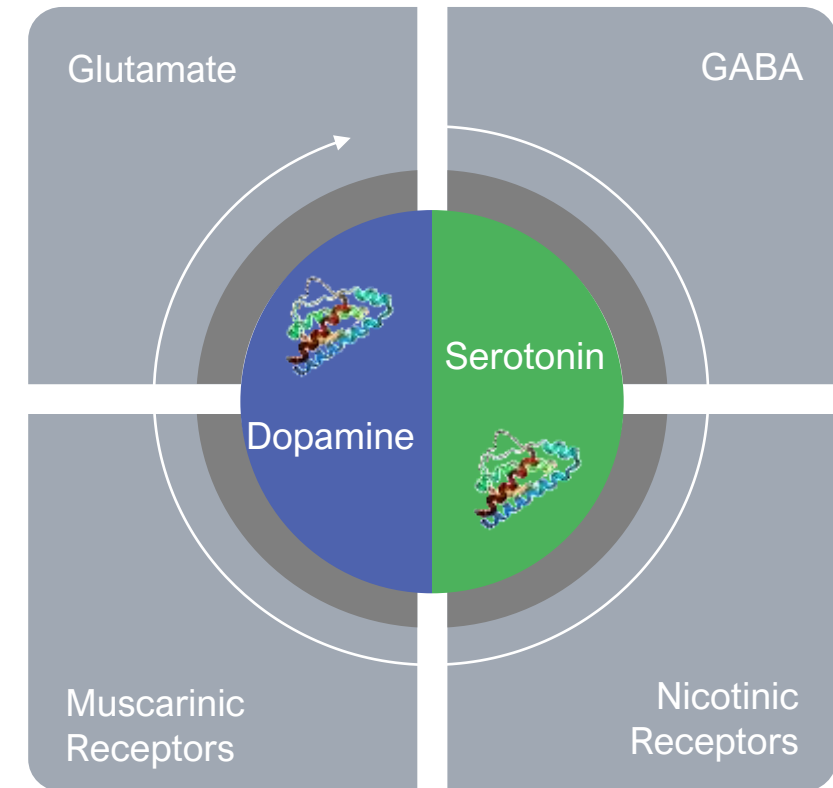 Glutamate
GABA
Serotonin
Dopamine
Muscarinic
Receptors
Nicotinic
Receptors